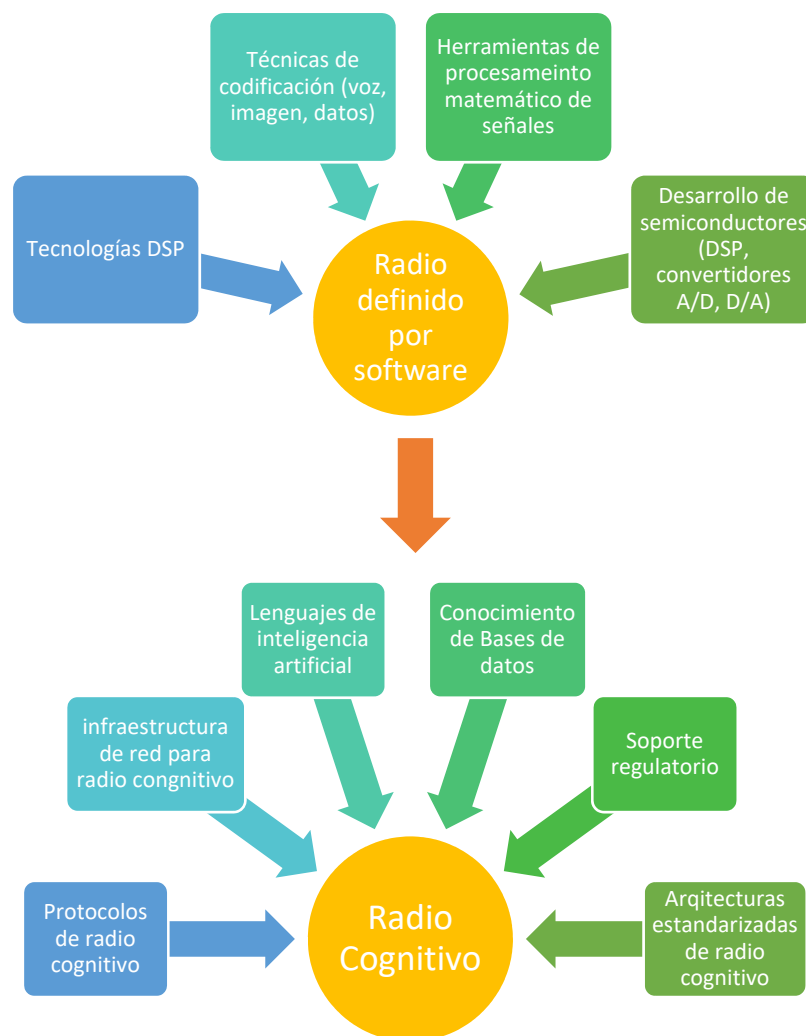 Técnicas de
codificación (voz,
imagen, datos)
Herramientas de
procesameinto
matemático de
señales
Tecnologías DSP
Radio
definido
por
software
Desarrollo de
semiconductores
(DSP,
convertidores
A/D, D/A)
Lenguajes de
inteligencia
artificial
Conocimiento
de Bases de
datos
infraestructura
de red para
radio congnitivo
Soporte
regulatorio
Protocolos
de radio
cognitivo
Radio
Cognitivo
Arqitecturas
estandarizadas
de radio
cognitivo